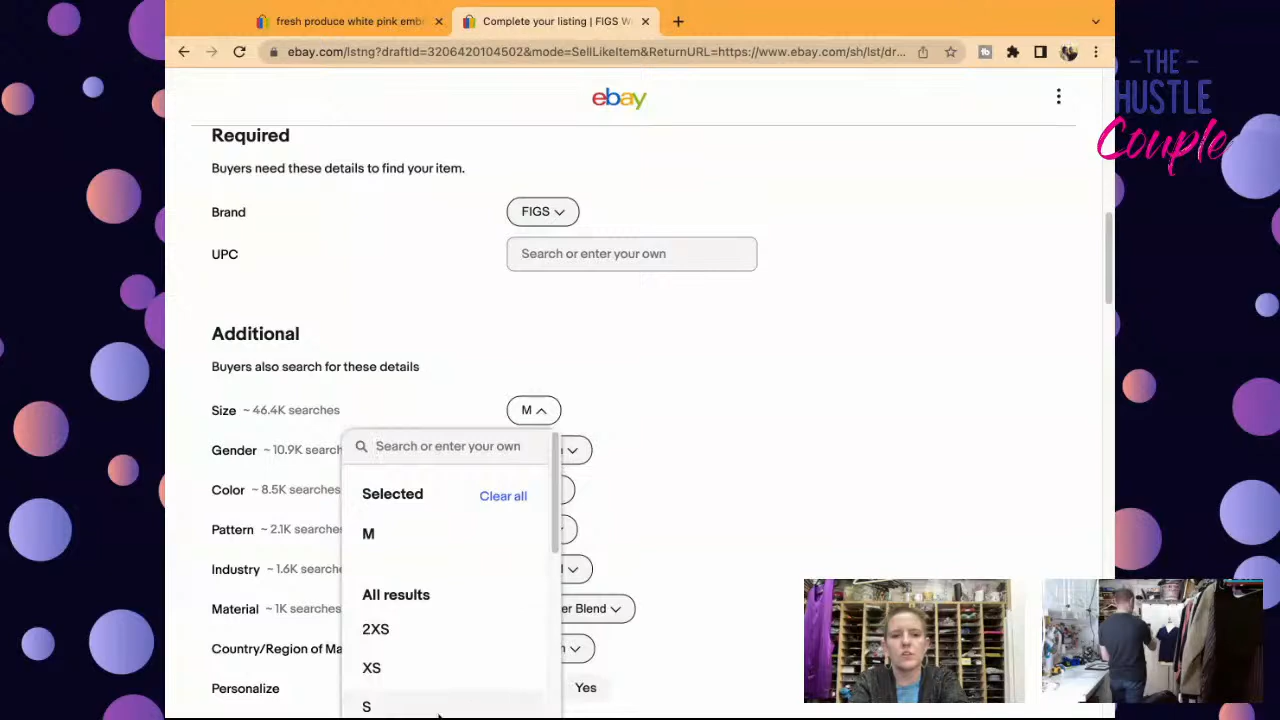 fresh produce white pink emb
Complete your listing | FIGS W
ebay.com/lstng?draftId=3206420104502&mode=SellLikeItem&ReturnURL=https://www.ebay.com/sh/lst/dr...
-THE-
HUSTLE
Couple
ebay
Required
Buyers need these details to find your item.
Brand
FIGS
UPC
Search or enter your own
Additional
Buyers also search for these details
Size ~ 46.4K searches
M
Search or enter your own
Gender ~ 10.9K search
Selected
Clear all
Color ~ 8.5K searches
M
Pattern ~ 2.1K searche
Industry ~ 1.6K search
All results
Material ~ 1K searches
er Blend
2XS
Country/Region of Ma
XS
Personalize
Yes
S